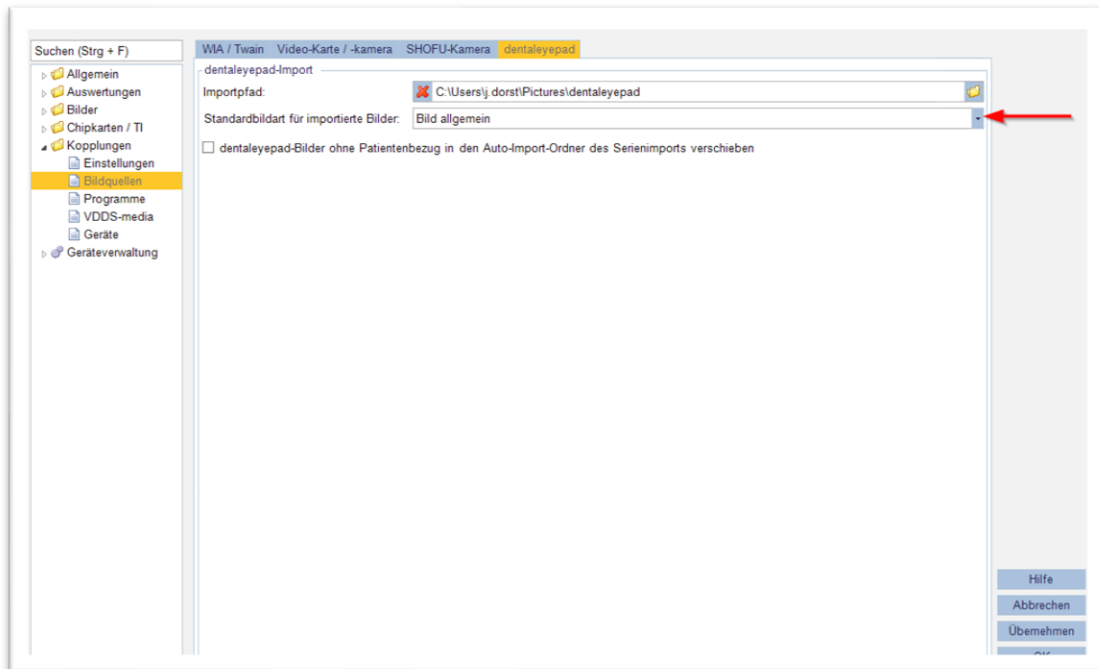 Suchen (Strg + F)
Allgemein
Auswertungen
Bilder
Chipkarten / TI
Kopplungen
Einstellungen
Bildquellen
Programme
VDDS-media
Geräte
Geräteverwaltung
WIA / Twain Video-Karte / -kamera SHOFU-Kamera dentaleyepad
dentaleyepad-Import
Importpfad: C:\Users\j.dorst\Pictures\dentaleyepad
Standardbildart für importierte Bilder: Bild allgemein
dentaleyepad-Bilder ohne Patientenbezug in den Auto-Import-Ordner des Serienimports verschieben
Hilfe
Abbrechen
Übernehmen
OK